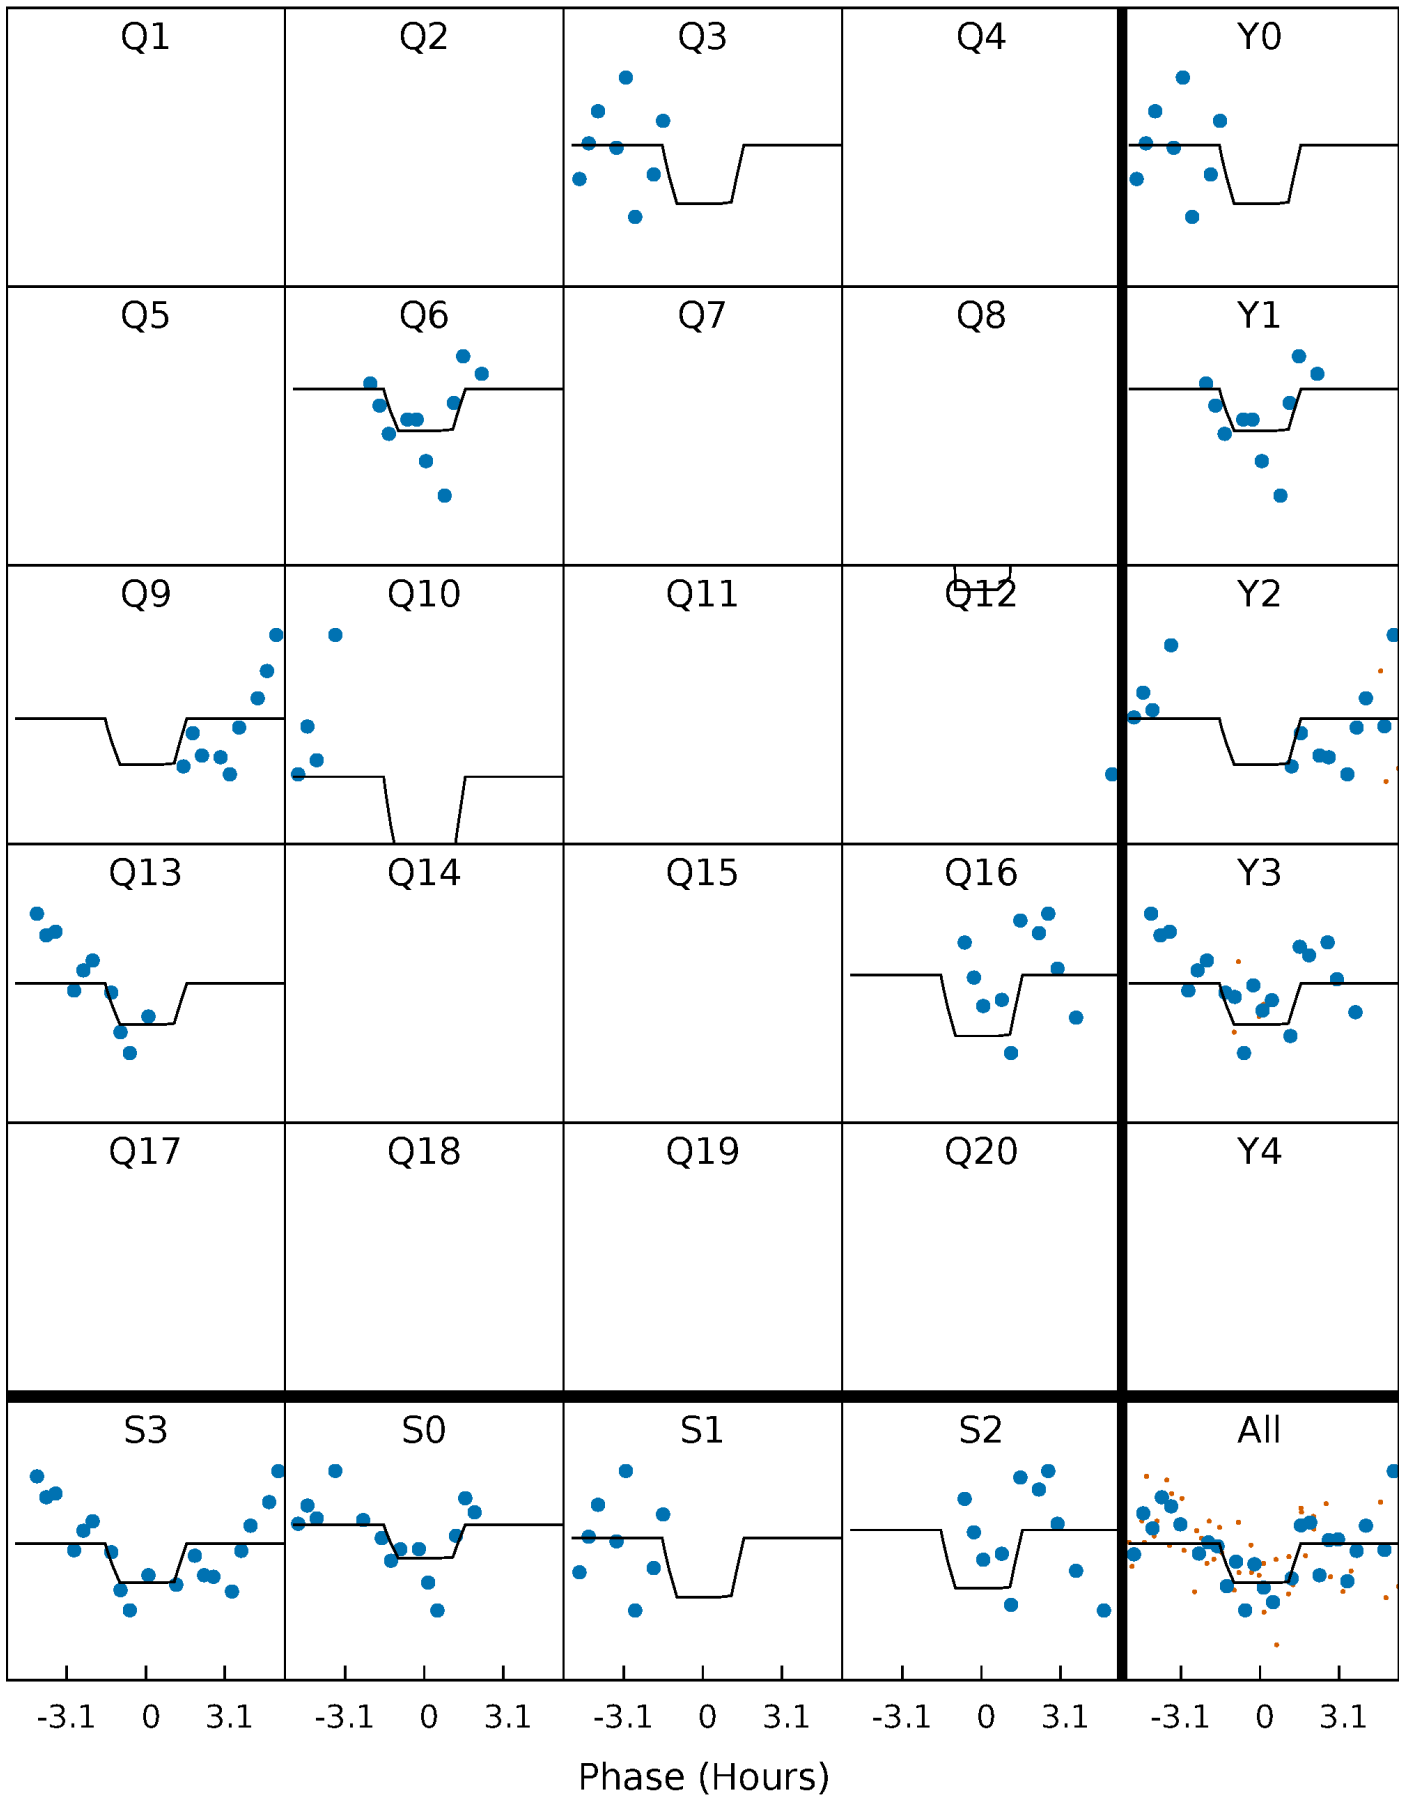 Q1 Q2 Q3 Q4 Y0
Q5 Q6 Q7 Q8 Y1
Q9 Q10 Q11 Q12 Y2
Q13 Q14 Q15 Q16 Y3
Q17 Q18 Q19 Q20 Y4
S3 S0 S1 S2 All
-3.1 0 3.1 -3.1 0 3.1 -3.1 0 3.1 -3.1 0 3.1 -3.1 0 3.1
Phase (Hours)